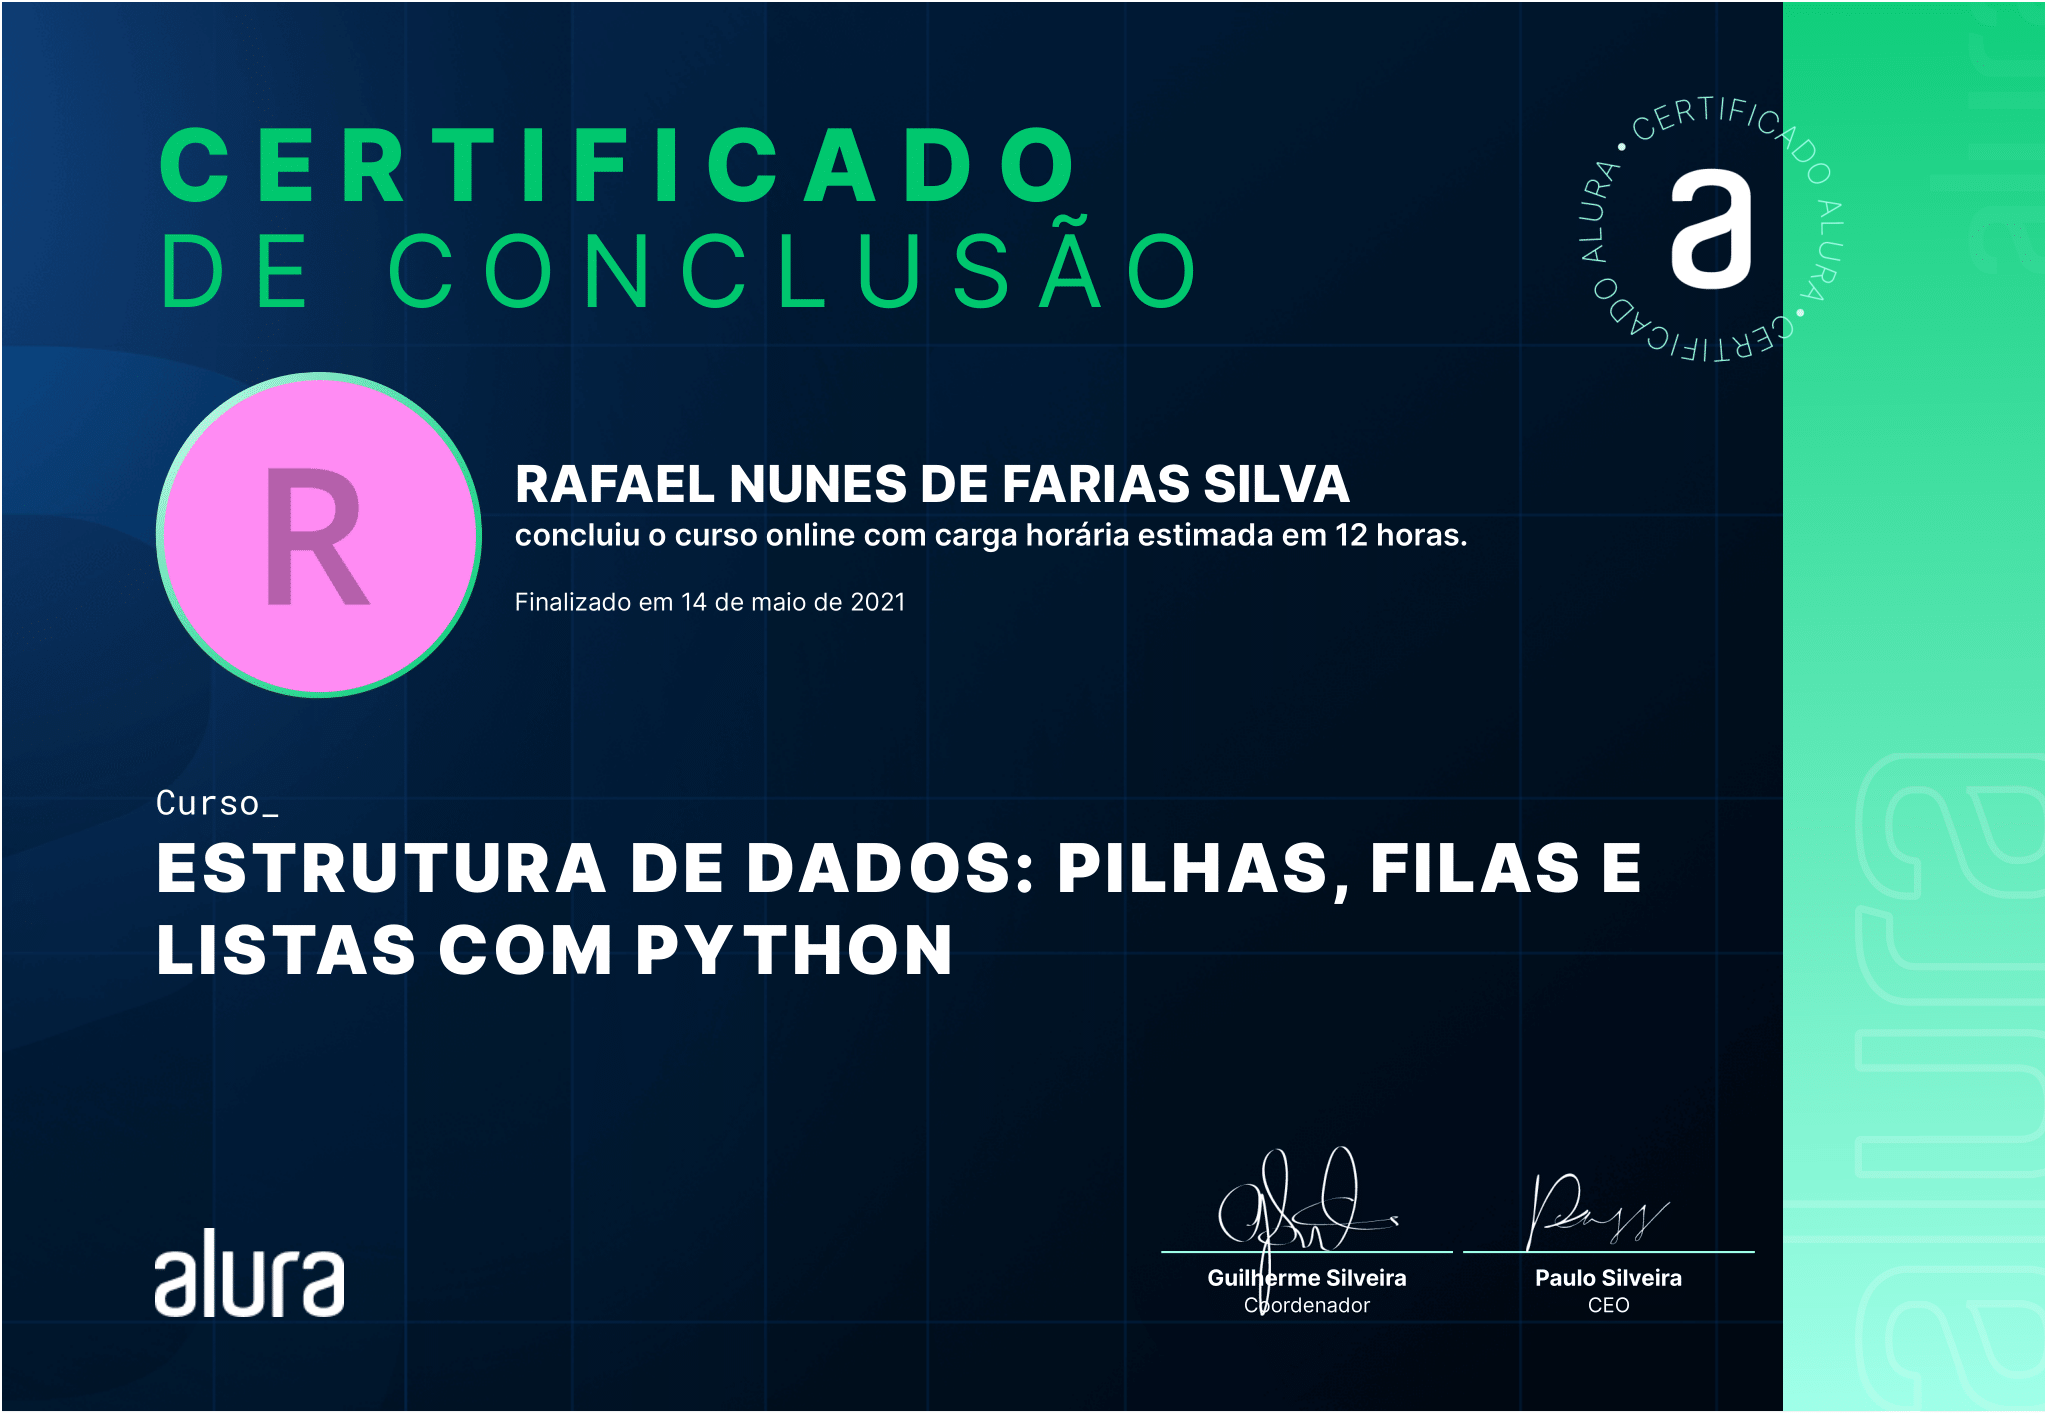 CERTIFICADO
DE CONCLUSÃO
CERTIFICADO ALURA • CERTIFICADO ALURA •
a
R
RAFAEL NUNES DE FARIAS SILVA
concluiu o curso online com carga horária estimada em 12 horas.
Finalizado em 14 de maio de 2021
Curso_
ESTRUTURA DE DADOS: PILHAS, FILAS E
LISTAS COM PYTHON
alura
Guilherme Silveira
Coordenador
Paulo Silveira
CEO
alura